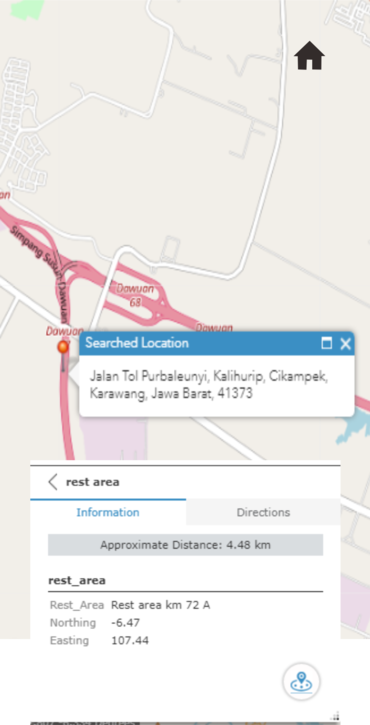 an
Simpang Susun Dawuan
Dawuan
68
Dawuan
Dawuan
Searched Location
Jalan Tol Purbaleunyi, Kalihurip, Cikampek,
Karawang, Jawa Barat, 41373
rest area
Information
Directions
Approximate Distance: 4.48 km
rest_area
Rest_Area Rest area km 72 A
Northing -6.47
Easting 107.44